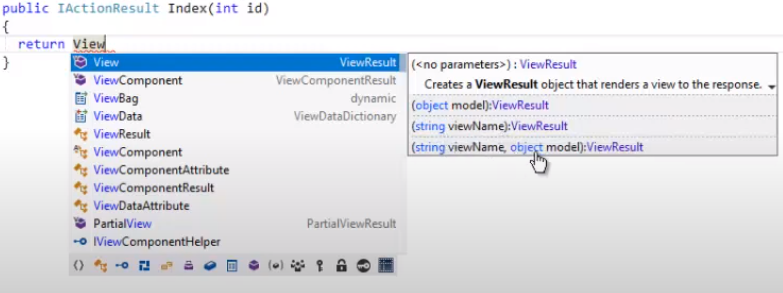 public IActionResult Index(int id)
{
return View
}
View ViewResult
ViewComponent ViewComponentResult
ViewBag dynamic
ViewData ViewDataDictionary
ViewResult
ViewComponent
ViewComponentAttribute
ViewComponentResult
ViewDataAttribute
PartialView PartialViewResult
IViewComponentHelper
(<no parameters>) : ViewResult
Creates a ViewResult object that renders a view to the response.
(object model):ViewResult
(string viewName):ViewResult
(string viewName, object model):ViewResult